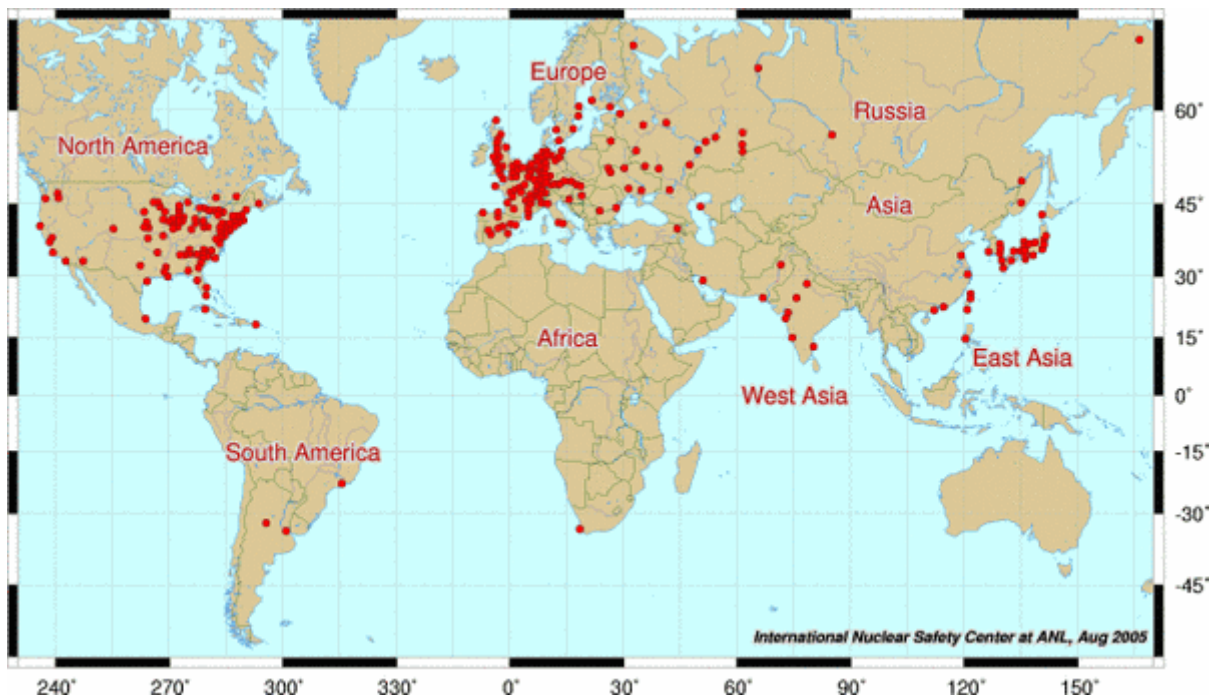 Europe
60°
Russia
North America
45°
Asia
30°
15°
Africa
East Asia
West Asia
0°
South America
-15°
-30°
-45°
International Nuclear Safety Center at ANL, Aug 2005
240° 270° 300° 330° 0° 30° 60° 90° 120° 150°